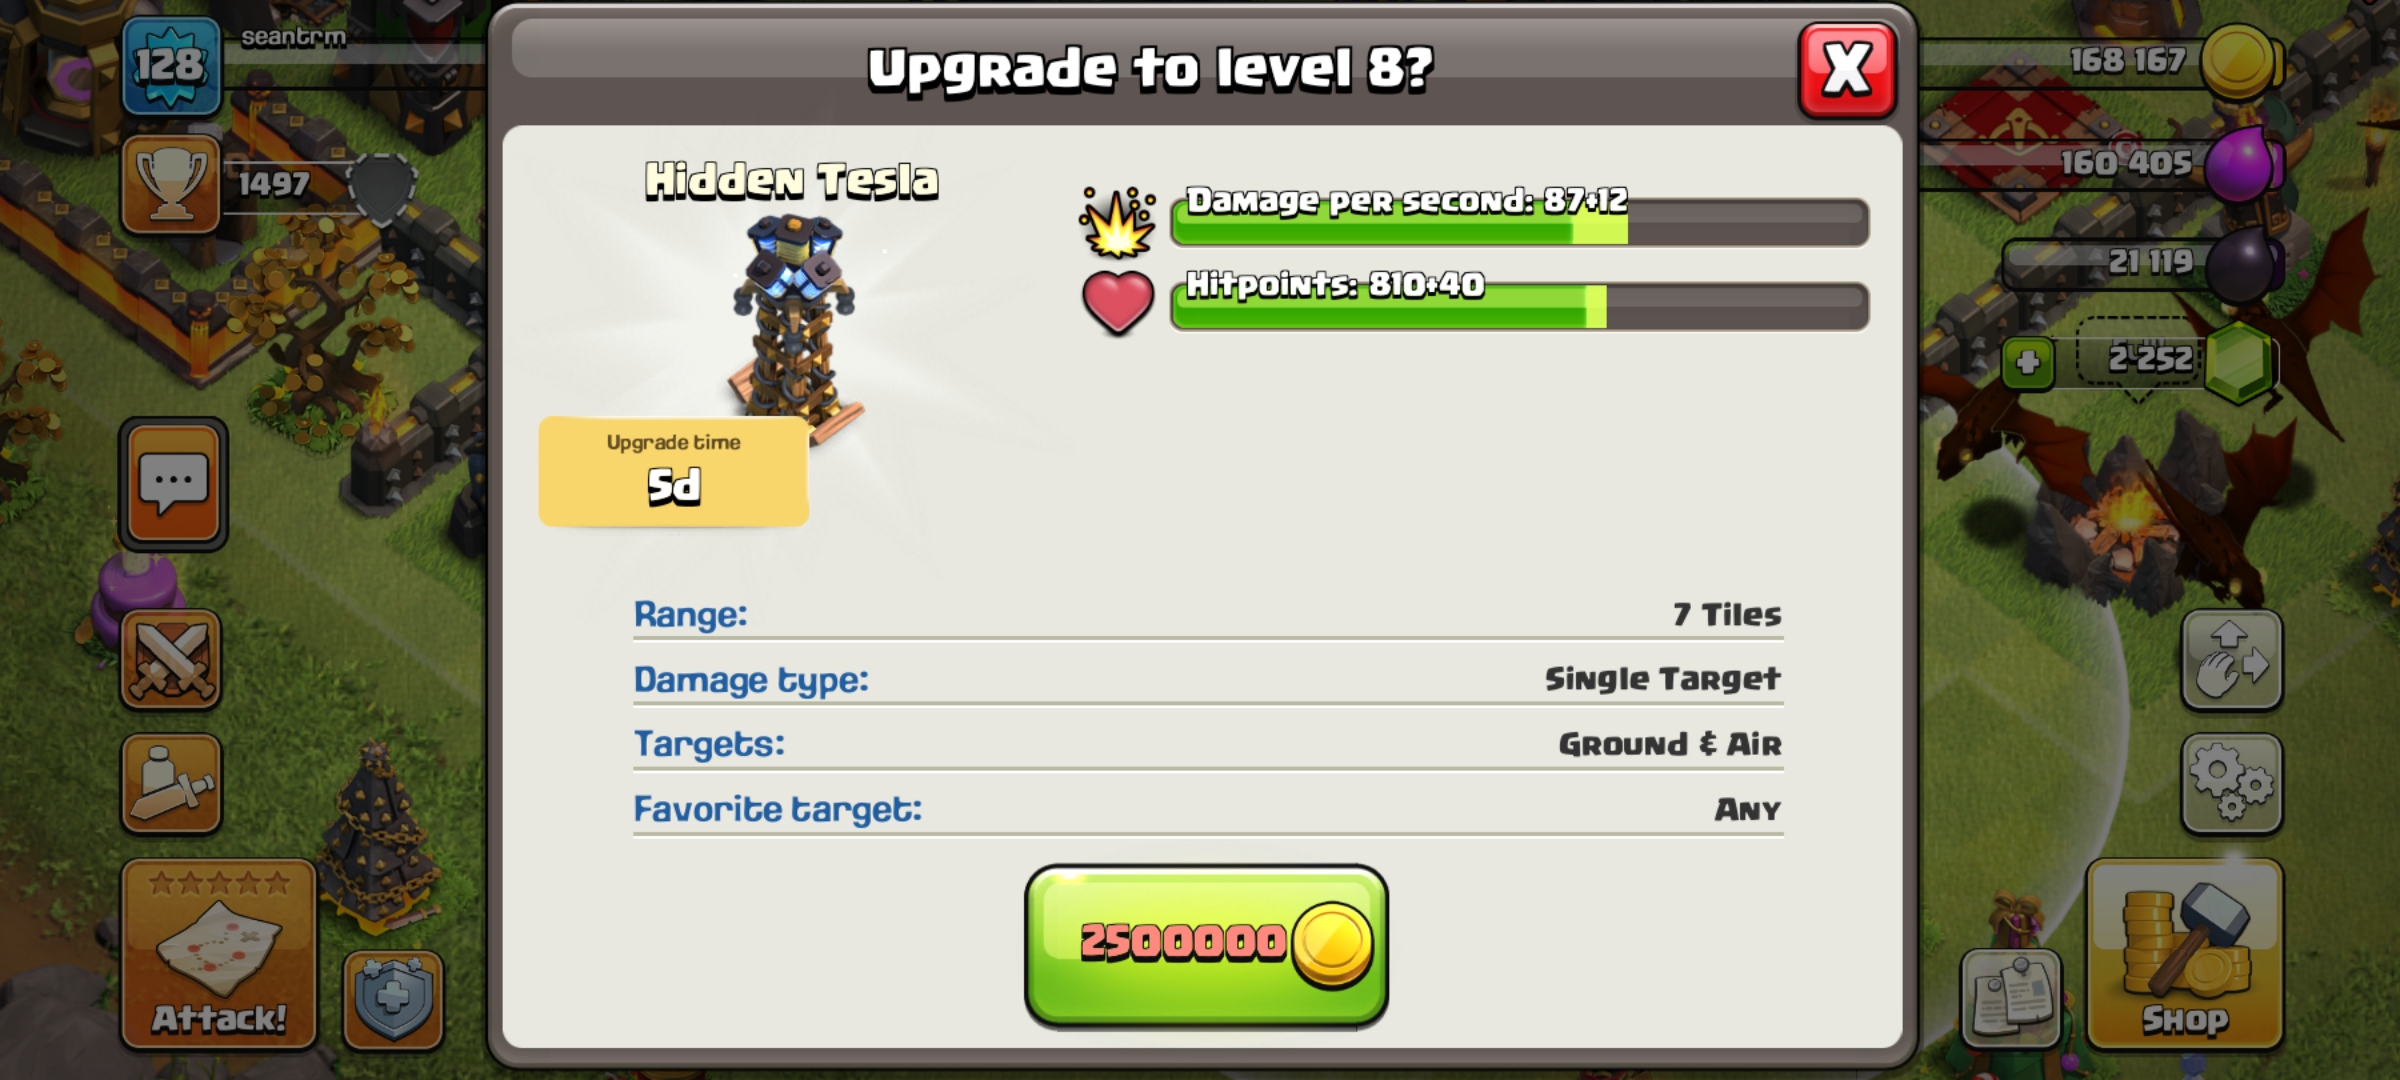 128
seantrm
1497
Upgrade to level 8?
X
168 167
160 405
21 119
2 252
Hidden Tesla
Damage per second: 87+12
Hitpoints: 810+40
Upgrade time
5d
Range: 7 Tiles
Damage type: Single Target
Targets: Ground & Air
Favorite target: Any
2500000
Attack!
Shop